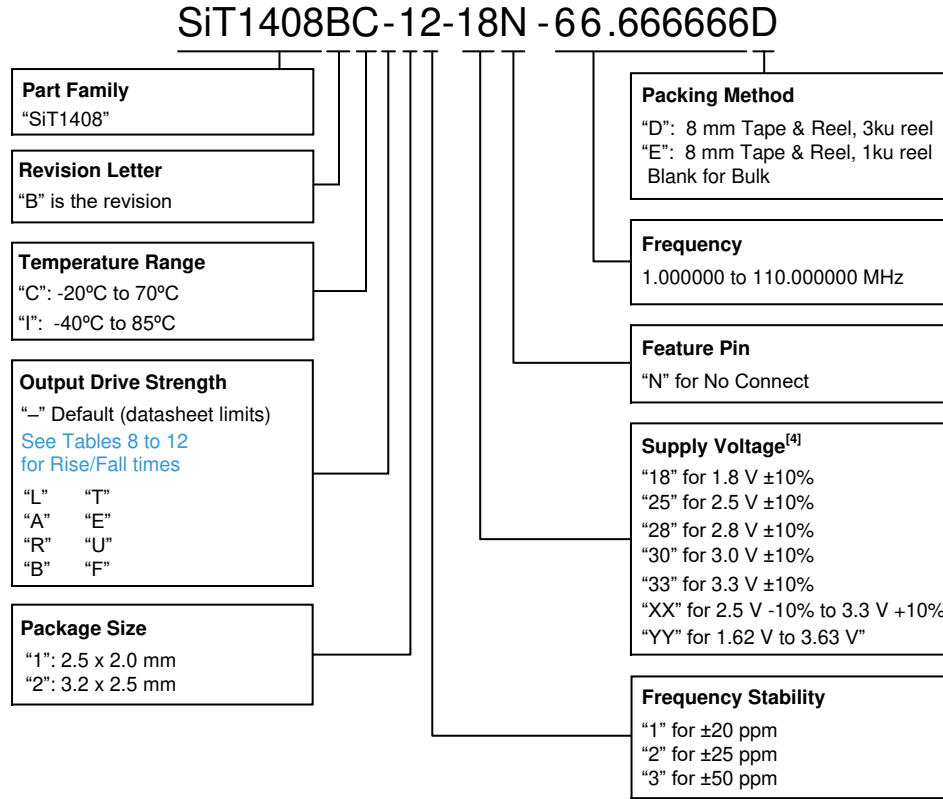 SiT1408BC-12-18N -66.666666D
Part Family
“SiT1408”
Revision Letter
“B” is the revision
Temperature Range
“C”: -20ºC to 70ºC
“I”: -40ºC to 85ºC
Output Drive Strength
“–” Default (datasheet limits)
See Tables 8 to 12
for Rise/Fall times
“L” “T”
“A” “E”
“R” “U”
“B” “F”
Package Size
“1”: 2.5 x 2.0 mm
“2”: 3.2 x 2.5 mm
Packing Method
“D”: 8 mm Tape & Reel, 3ku reel
“E”: 8 mm Tape & Reel, 1ku reel
Blank for Bulk
Frequency
1.000000 to 110.000000 MHz
Feature Pin
“N” for No Connect
Supply Voltage[4]
“18” for 1.8 V ±10%
“25” for 2.5 V ±10%
“28” for 2.8 V ±10%
“30” for 3.0 V ±10%
“33” for 3.3 V ±10%
“XX” for 2.5 V -10% to 3.3 V +10%
“YY” for 1.62 V to 3.63 V”
Frequency Stability
“1” for ±20 ppm
“2” for ±25 ppm
“3” for ±50 ppm